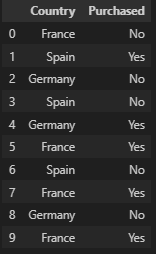 Country Purchased
0 France No
1 Spain Yes
2 Germany No
3 Spain No
4 Germany Yes
5 France Yes
6 Spain No
7 France Yes
8 Germany No
9 France Yes